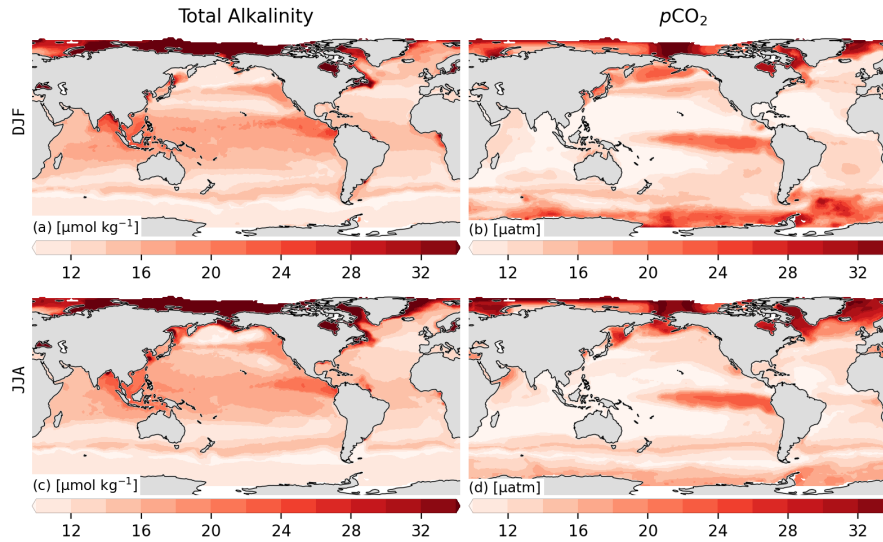 Total Alkalinity
pCO₂
DJF
(a) [µmol kg⁻¹]
(b) [µatm]
12 16 20 24 28 32
12 16 20 24 28 32
JJA
(c) [µmol kg⁻¹]
(d) [µatm]
12 16 20 24 28 32
12 16 20 24 28 32